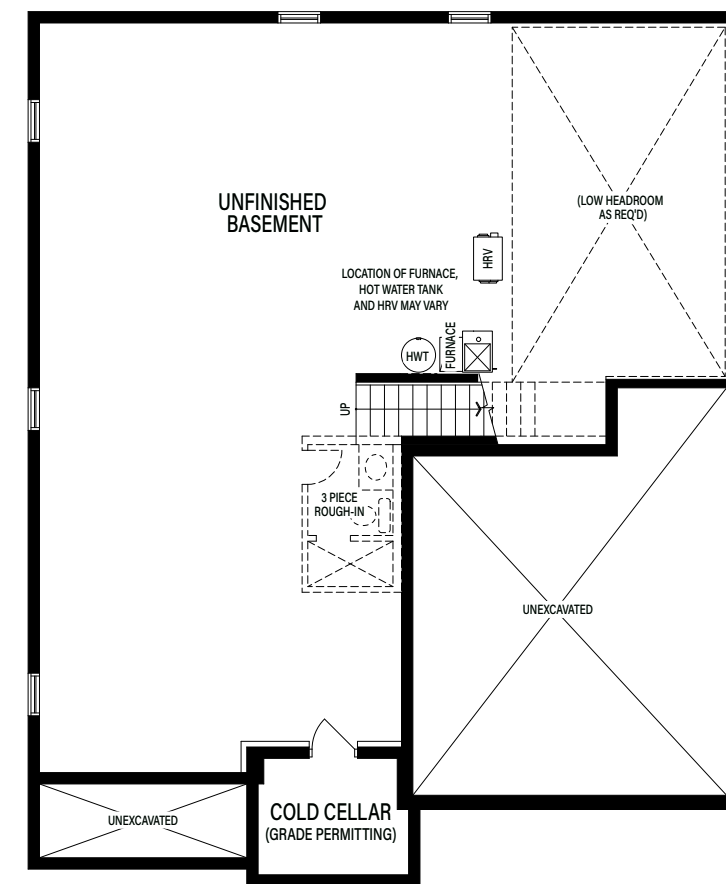 UNFINISHED
BASEMENT
(LOW HEADROOM
AS REQ'D)
HRV
LOCATION OF FURNACE,
HOT WATER TANK
AND HRV MAY VARY
HWT
FURNACE
UP
3 PIECE
ROUGH-IN
UNEXCAVATED
UNEXCAVATED
COLD CELLAR
(GRADE PERMITTING)